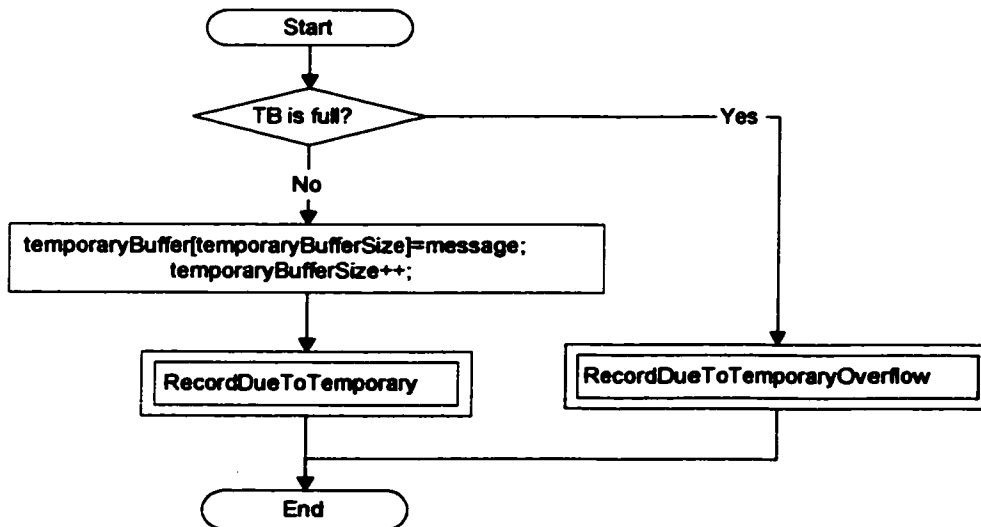 Start
TB is full?
Yes
No
temporaryBuffer[temporaryBufferSize]=message;
temporaryBufferSize++;
RecordDueToTemporary
RecordDueToTemporaryOverflow
End